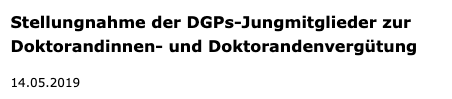 Stellungnahme der DGPs-Jungmitglieder zur
Doktorandinnen- und Doktorandenvergütung
14.05.2019